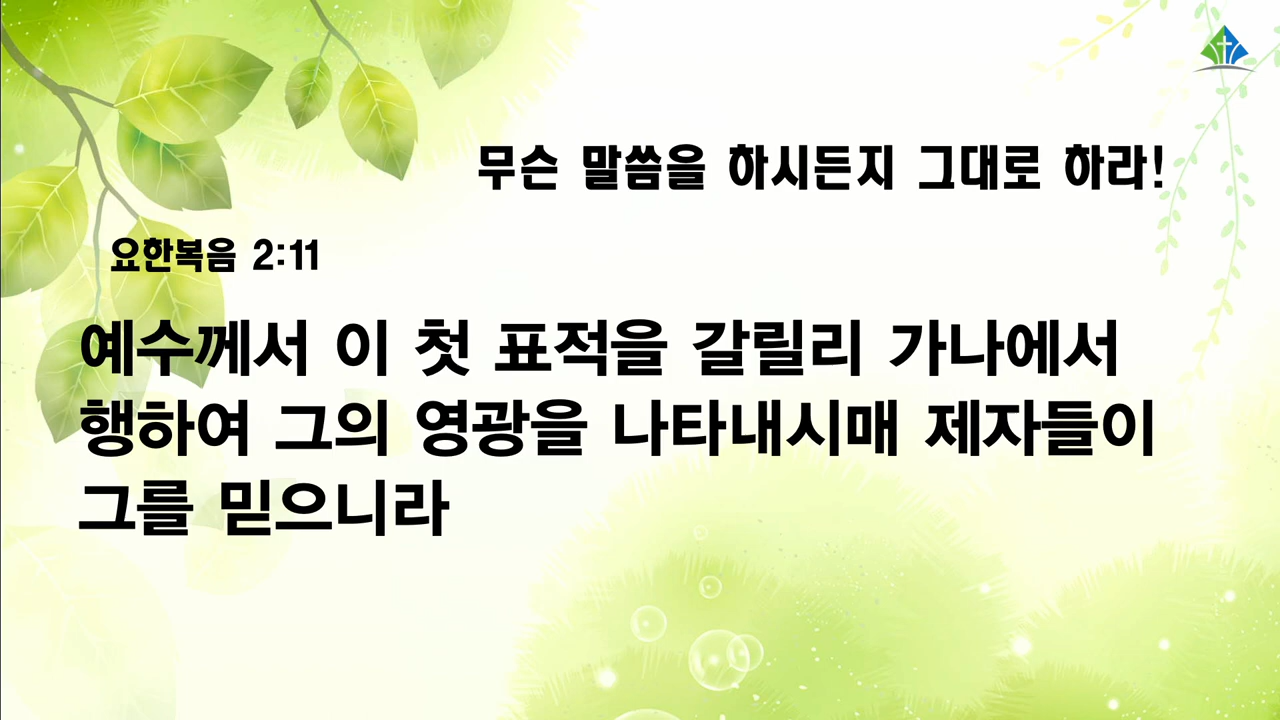 무슨 말씀을 하시든지 그대로 하라!
요한복음 2:11
예수께서 이 첫 표적을 갈릴리 가나에서
행하여 그의 영광을 나타내시매 제자들이
그를 믿으니라